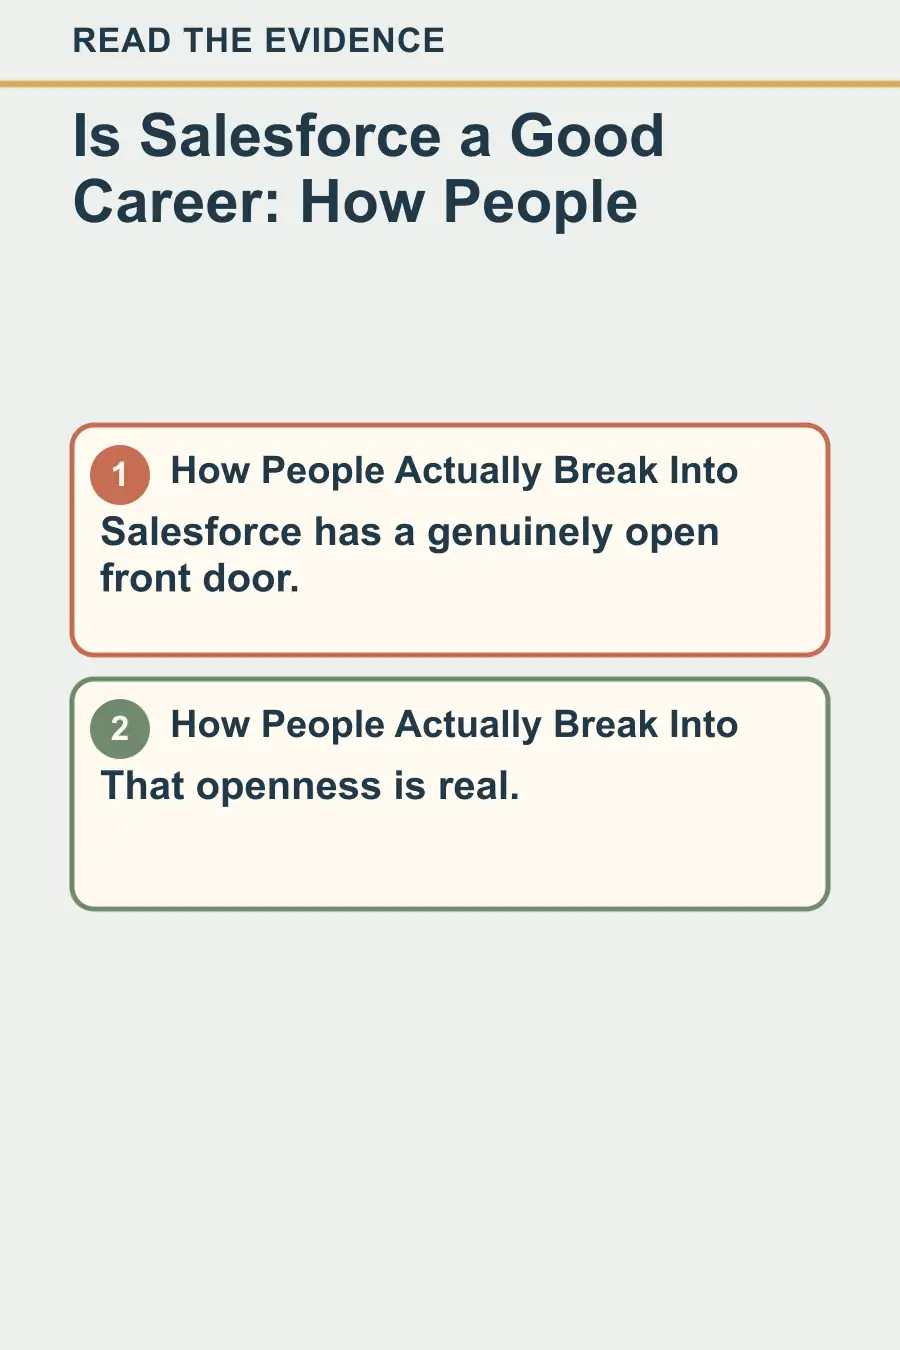 READ THE EVIDENCE
Is Salesforce a Good
Career: How People
1 How People Actually Break Into
Salesforce has a genuinely open
front door.
2 How People Actually Break Into
That openness is real.